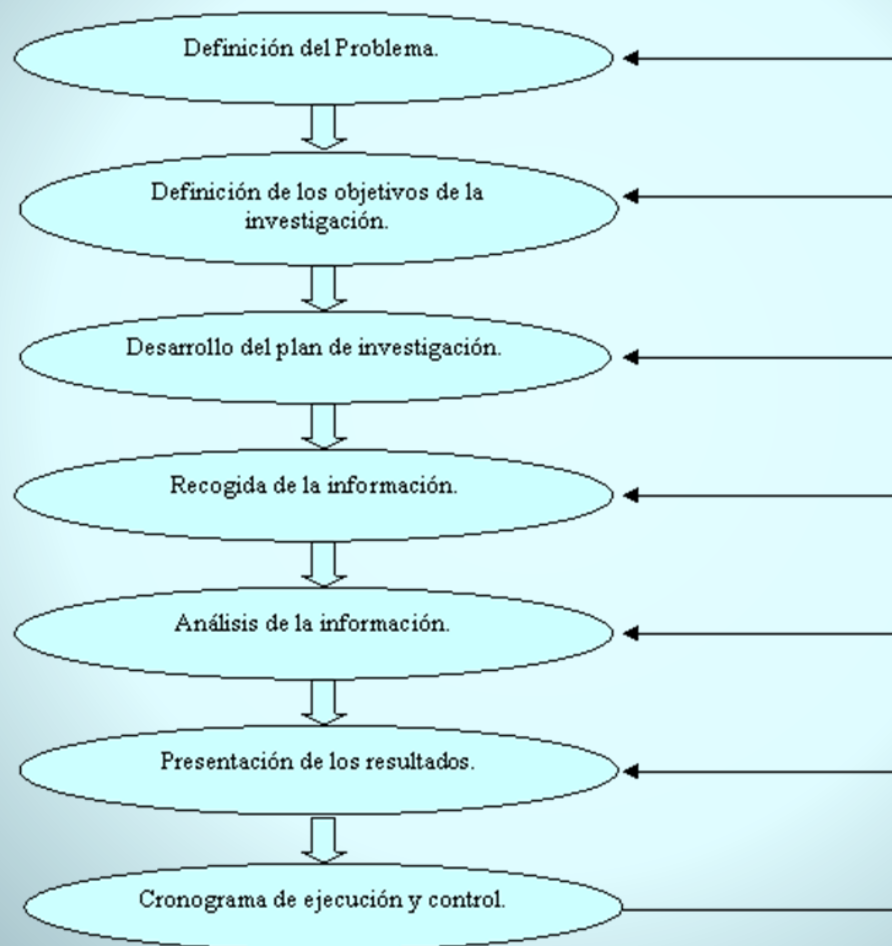 Definición del Problema.
Definición de los objetivos de la
investigación.
Desarrollo del plan de investigación.
Recogida de la información.
Análisis de la información.
Presentación de los resultados.
Cronograma de ejecución y control.